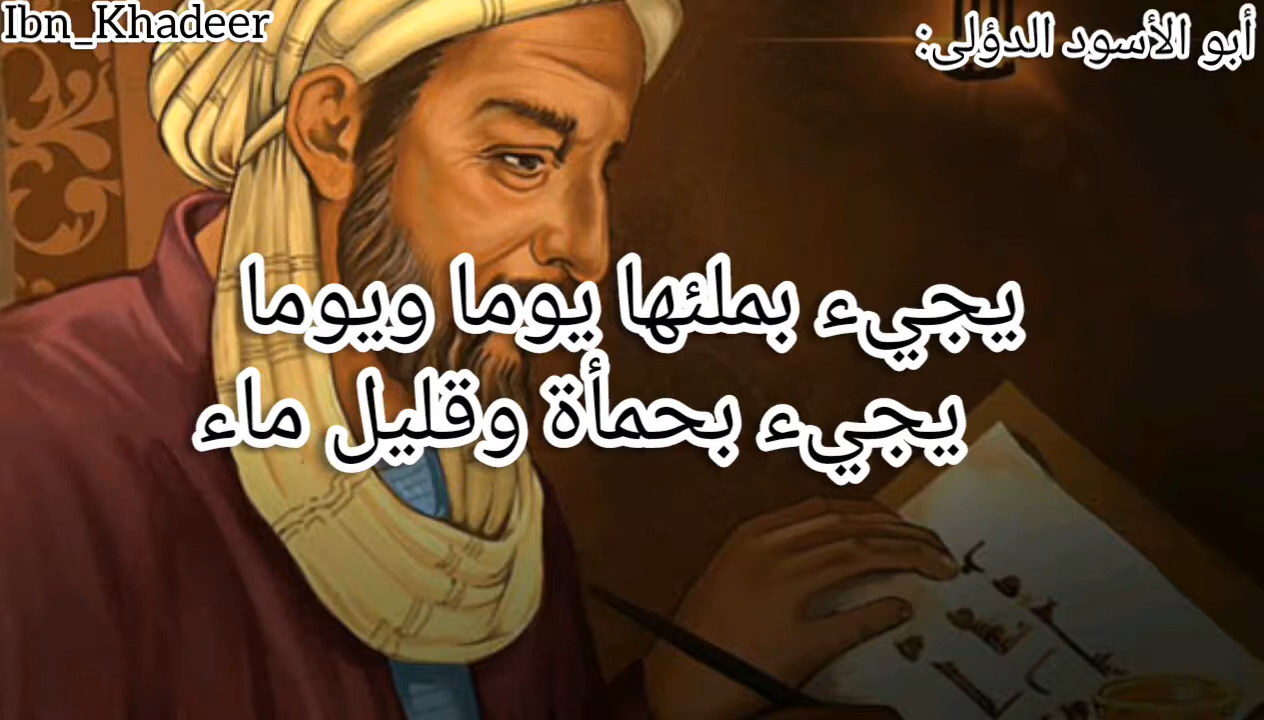 Ibn_Khadeer
أبو الأسود الدؤلى:
يجيء بملئها يوما ويوما
يجيء بحمأة وقليل ماء